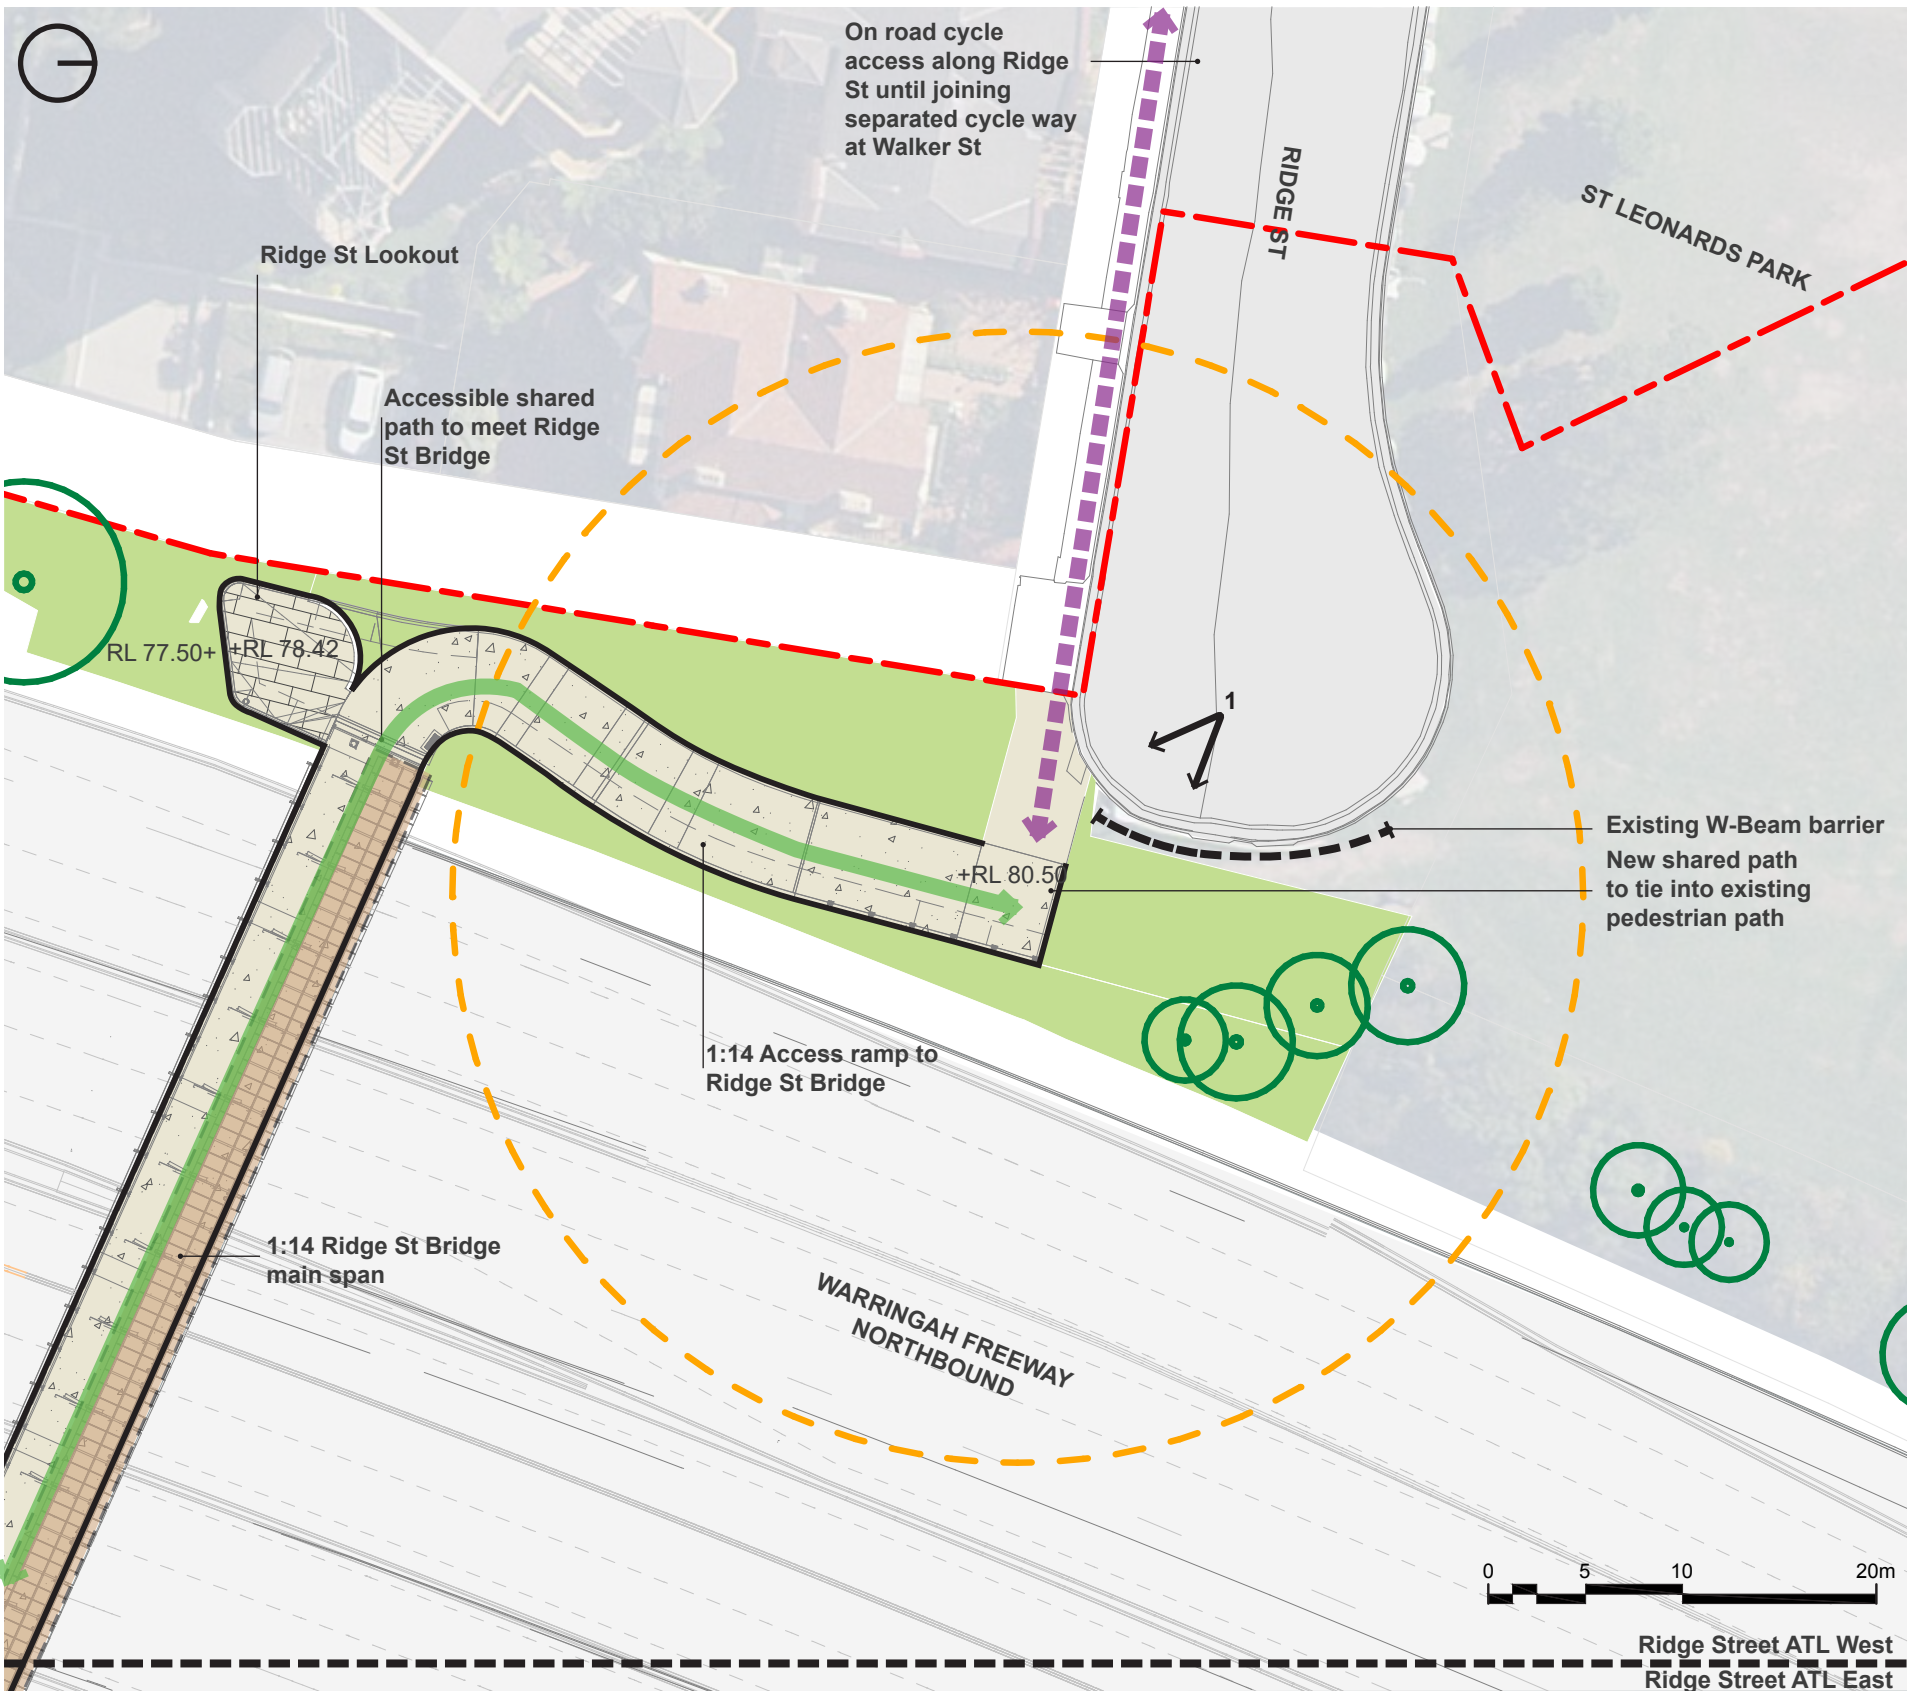 On road cycle
access along Ridge
St until joining
separated cycle way
at Walker St
RIDGE ST
ST LEONARDS PARK
Ridge St Lookout
Accessible shared
path to meet Ridge
St Bridge
RL 77.50+
+RL 78.42
1
Existing W-Beam barrier
New shared path
to tie into existing
pedestrian path
+RL 80.50
1:14 Access ramp to
Ridge St Bridge
1:14 Ridge St Bridge
main span
WARRINGAH FREEWAY
NORTHBOUND
0 5 10 20m
Ridge Street ATL West
Ridge Street ATL East